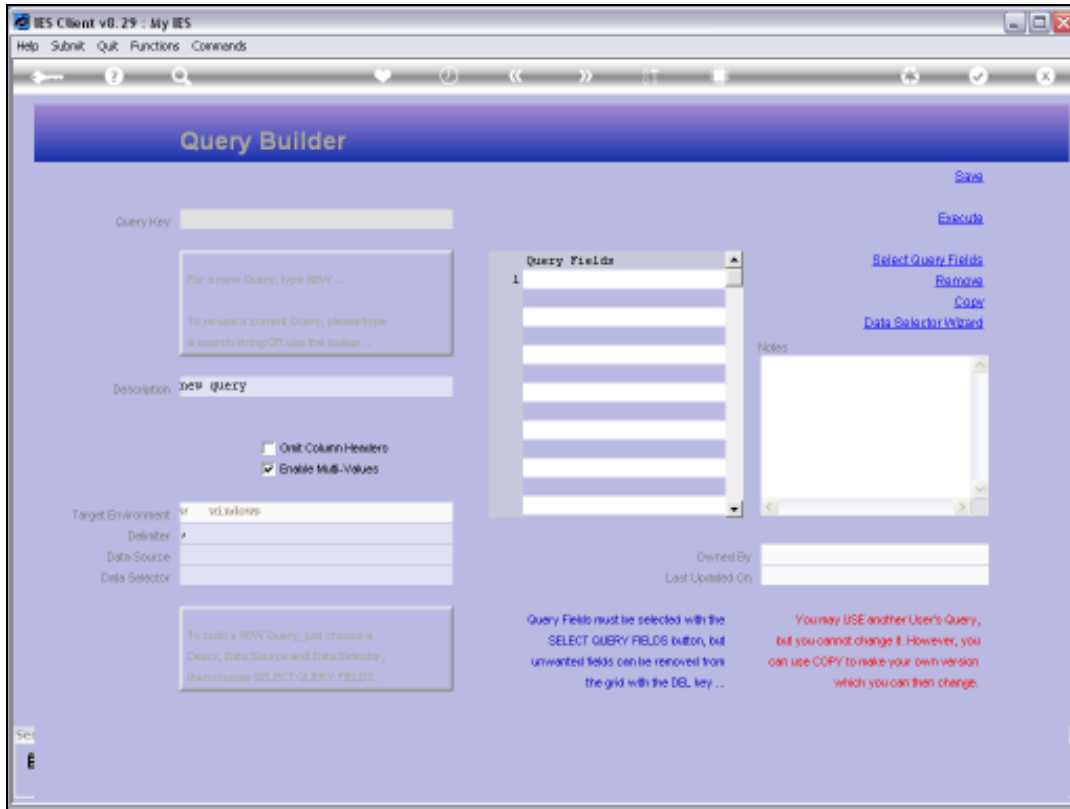 IES Client v8.29 : My IES
Help Submit Quit Functions Commands
Query Builder
Save
Query Key
Execute
For a new Query, type NEW ...
To re-use a current Query, please type
a search string OR use the lookup ...
Query Fields
1
Select Query Fields
Remove
Copy
Data Selector Wizard
Notes
Description new query
Omit Column Headers
Enable Multi-Values
Target Environment w windows
Delimiter ,
Data Source
Data Selector
Owned By
Last Updated On
To build a NEW Query, just choose a
Descr, Data Source and Data Selector,
then choose SELECT QUERY FIELDS.
Query Fields must be selected with the
SELECT QUERY FIELDS button, but
unwanted fields can be removed from
the grid with the DEL key ...
You may USE another User's Query,
but you cannot change it. However, you
can use COPY to make your own version
which you can then change.